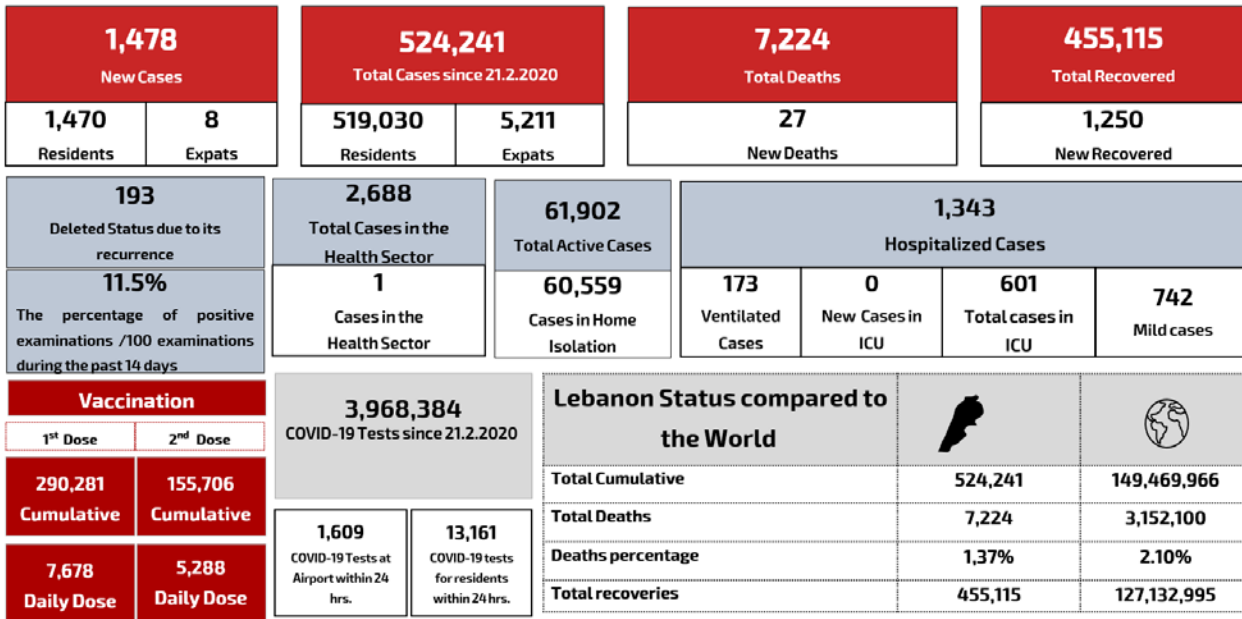 1,478
New Cases
1,470
Residents
8
Expats
524,241
Total Cases since 21.2.2020
519,030
Residents
5,211
Expats
7,224
Total Deaths
27
New Deaths
455,115
Total Recovered
1,250
New Recovered
193
Deleted Status due to its
recurrence
11.5%
The percentage of positive
examinations /100 examinations
during the past 14 days
2,688
Total Cases in the
Health Sector
1
Cases in the
Health Sector
61,902
Total Active Cases
60,559
Cases in Home
Isolation
1,343
Hospitalized Cases
173
Ventilated
Cases
0
New Cases in
ICU
601
Total cases in
ICU
742
Mild cases
Vaccination
1st Dose
2nd Dose
290,281
Cumulative
155,706
Cumulative
7,678
Daily Dose
5,288
Daily Dose
3,968,384
COVID-19 Tests since 21.2.2020
1,609
COVID-19 Tests at
Airport within 24
hrs.
13,161
COVID-19 tests
for residents
within 24 hrs.
Lebanon Status compared to
the World
Total Cumulative 524,241 149,469,966
Total Deaths 7,224 3,152,100
Deaths percentage 1,37% 2.10%
Total recoveries 455,115 127,132,995